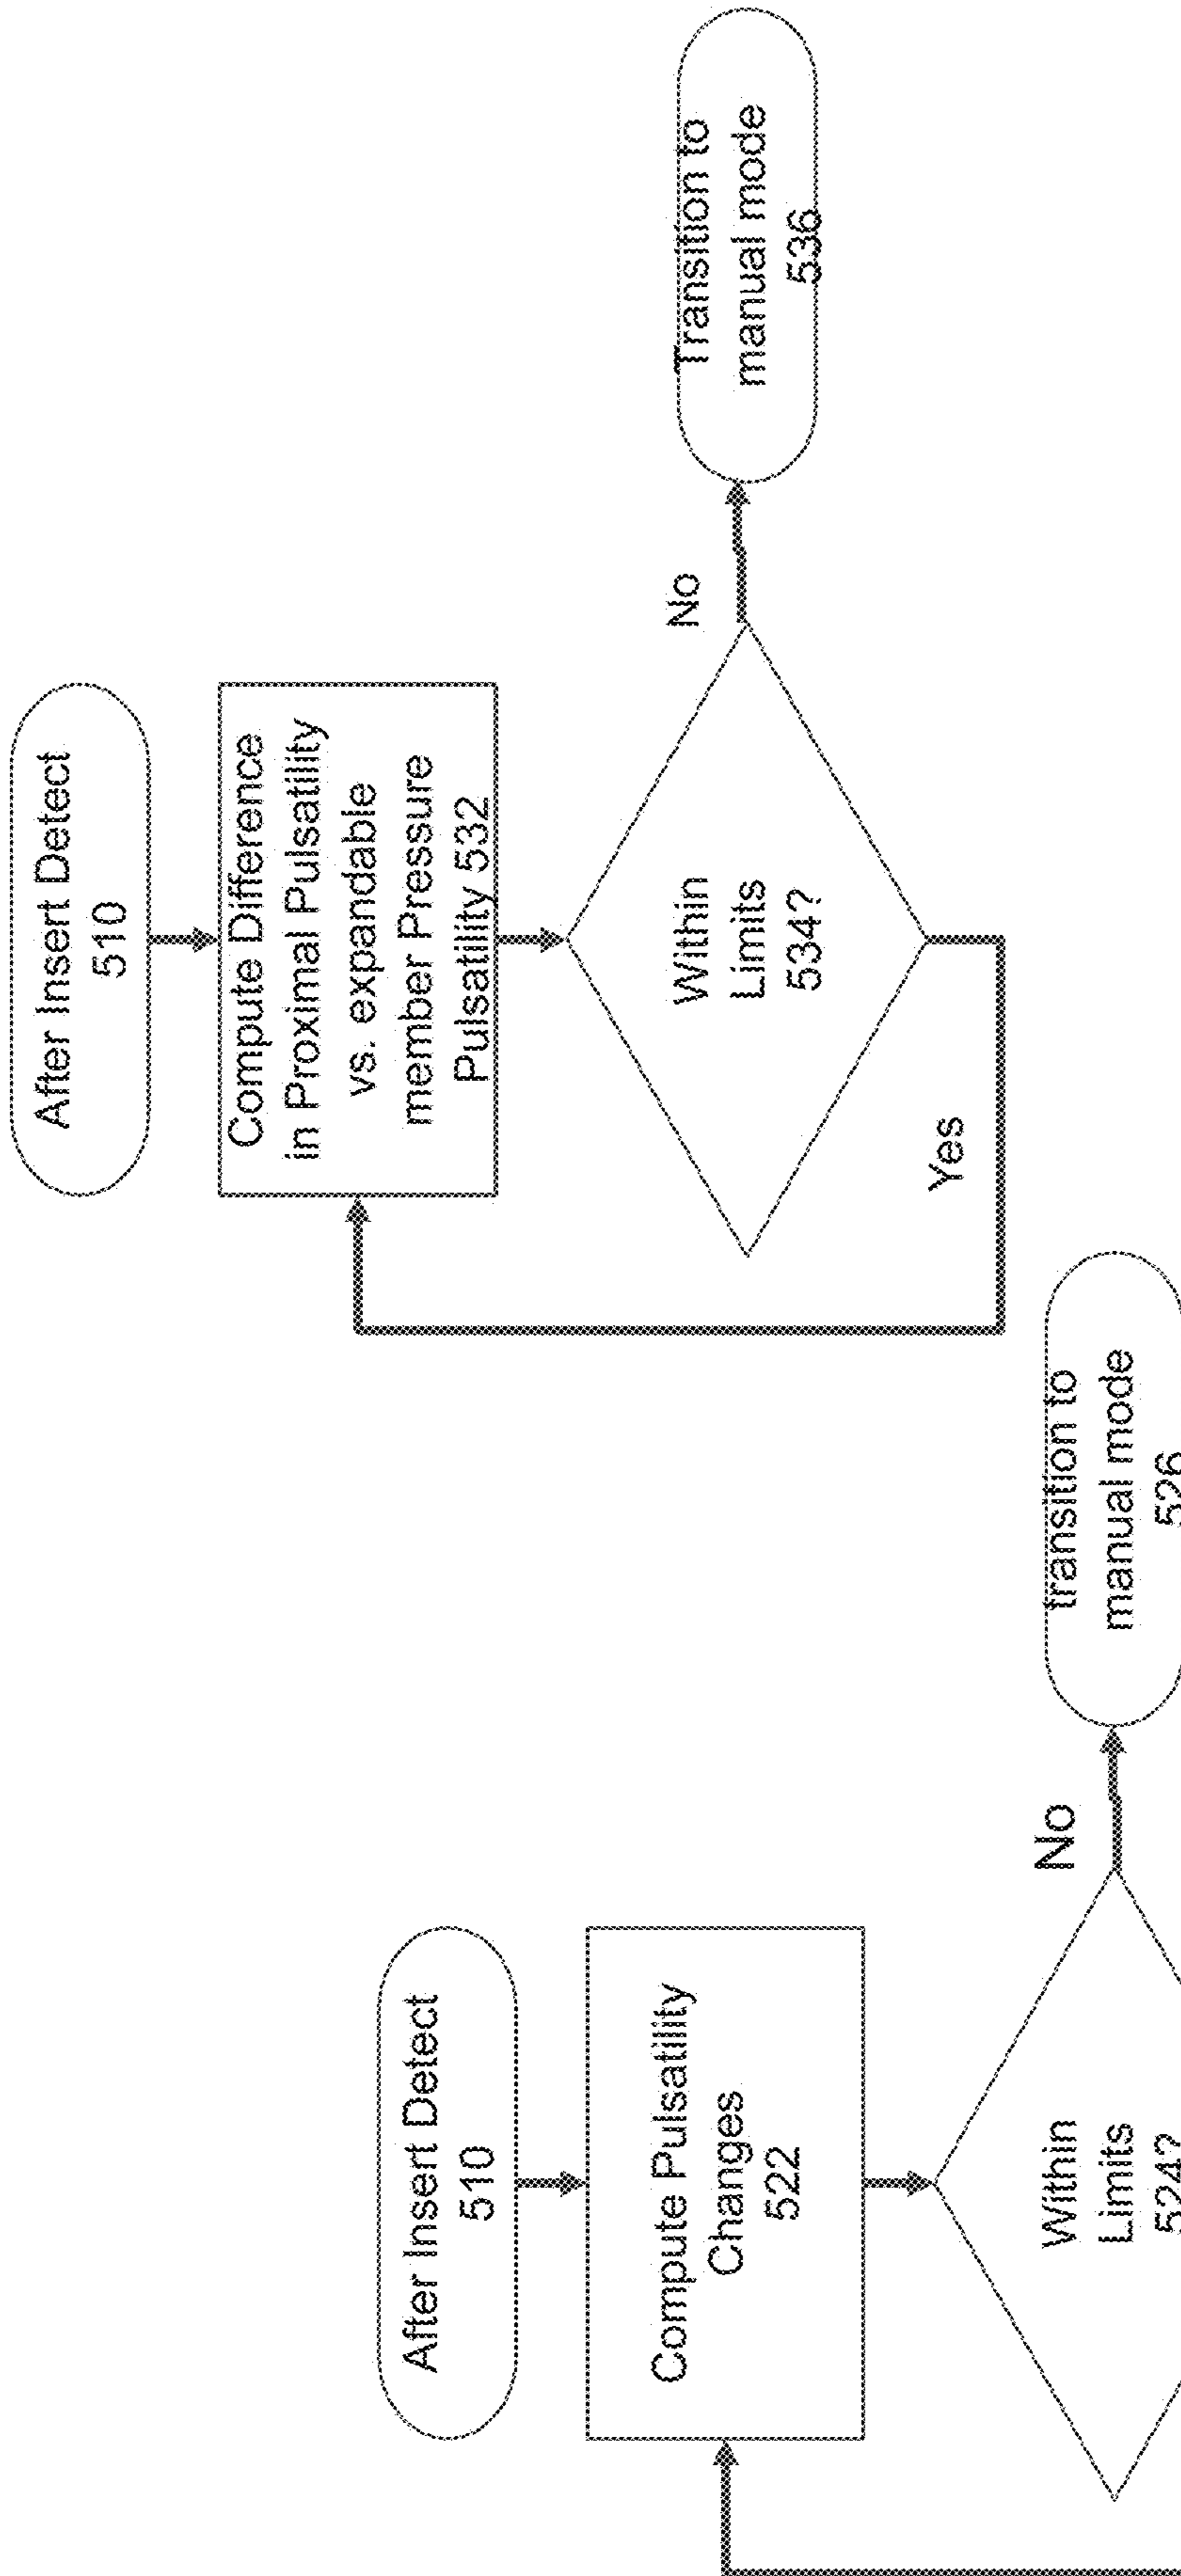 After Insert Detect
510
Compute Pulsatility
Changes
522
Within
Limits
524?
No
transition to
manual mode
526
After Insert Detect
510
Compute Difference
in Proximal Pulsatility
vs. expandable
member Pressure
Pulsatility 532
Within
Limits
534?
No
Yes
Transition to
manual mode
536